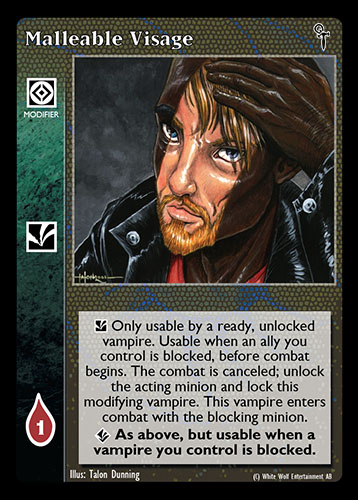 Malleable Visage
MODIFIER
Only usable by a ready, unlocked
vampire. Usable when an ally you
control is blocked, before combat
begins. The combat is canceled; unlock
the acting minion and lock this
modifying vampire. This vampire enters
combat with the blocking minion.
As above, but usable when a
vampire you control is blocked.
1
Illus: Talon Dunning
(C) White Wolf Entertainment AB